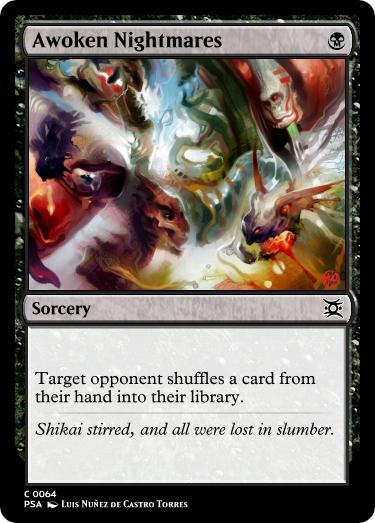 Awoken Nightmares
Sorcery
Target opponent shuffles a card from
their hand into their library.
Shikai stirred, and all were lost in slumber.
C 0064
PSA Luis Nuñez de Castro Torres